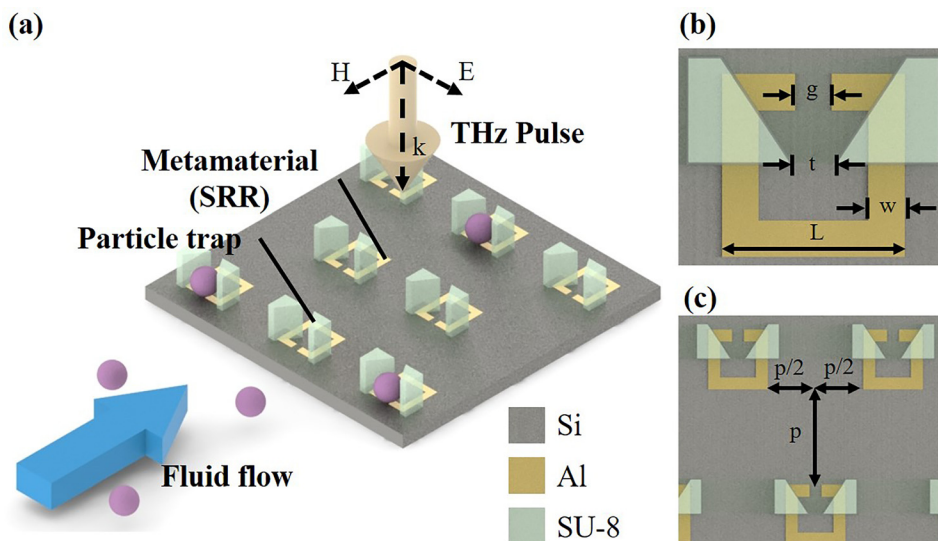 (a)
H
E
THz Pulse
k
Metamaterial
(SRR)
Particle trap
Fluid flow
Si
Al
SU-8
(b)
g
t
w
L
(c)
p/2
p/2
p